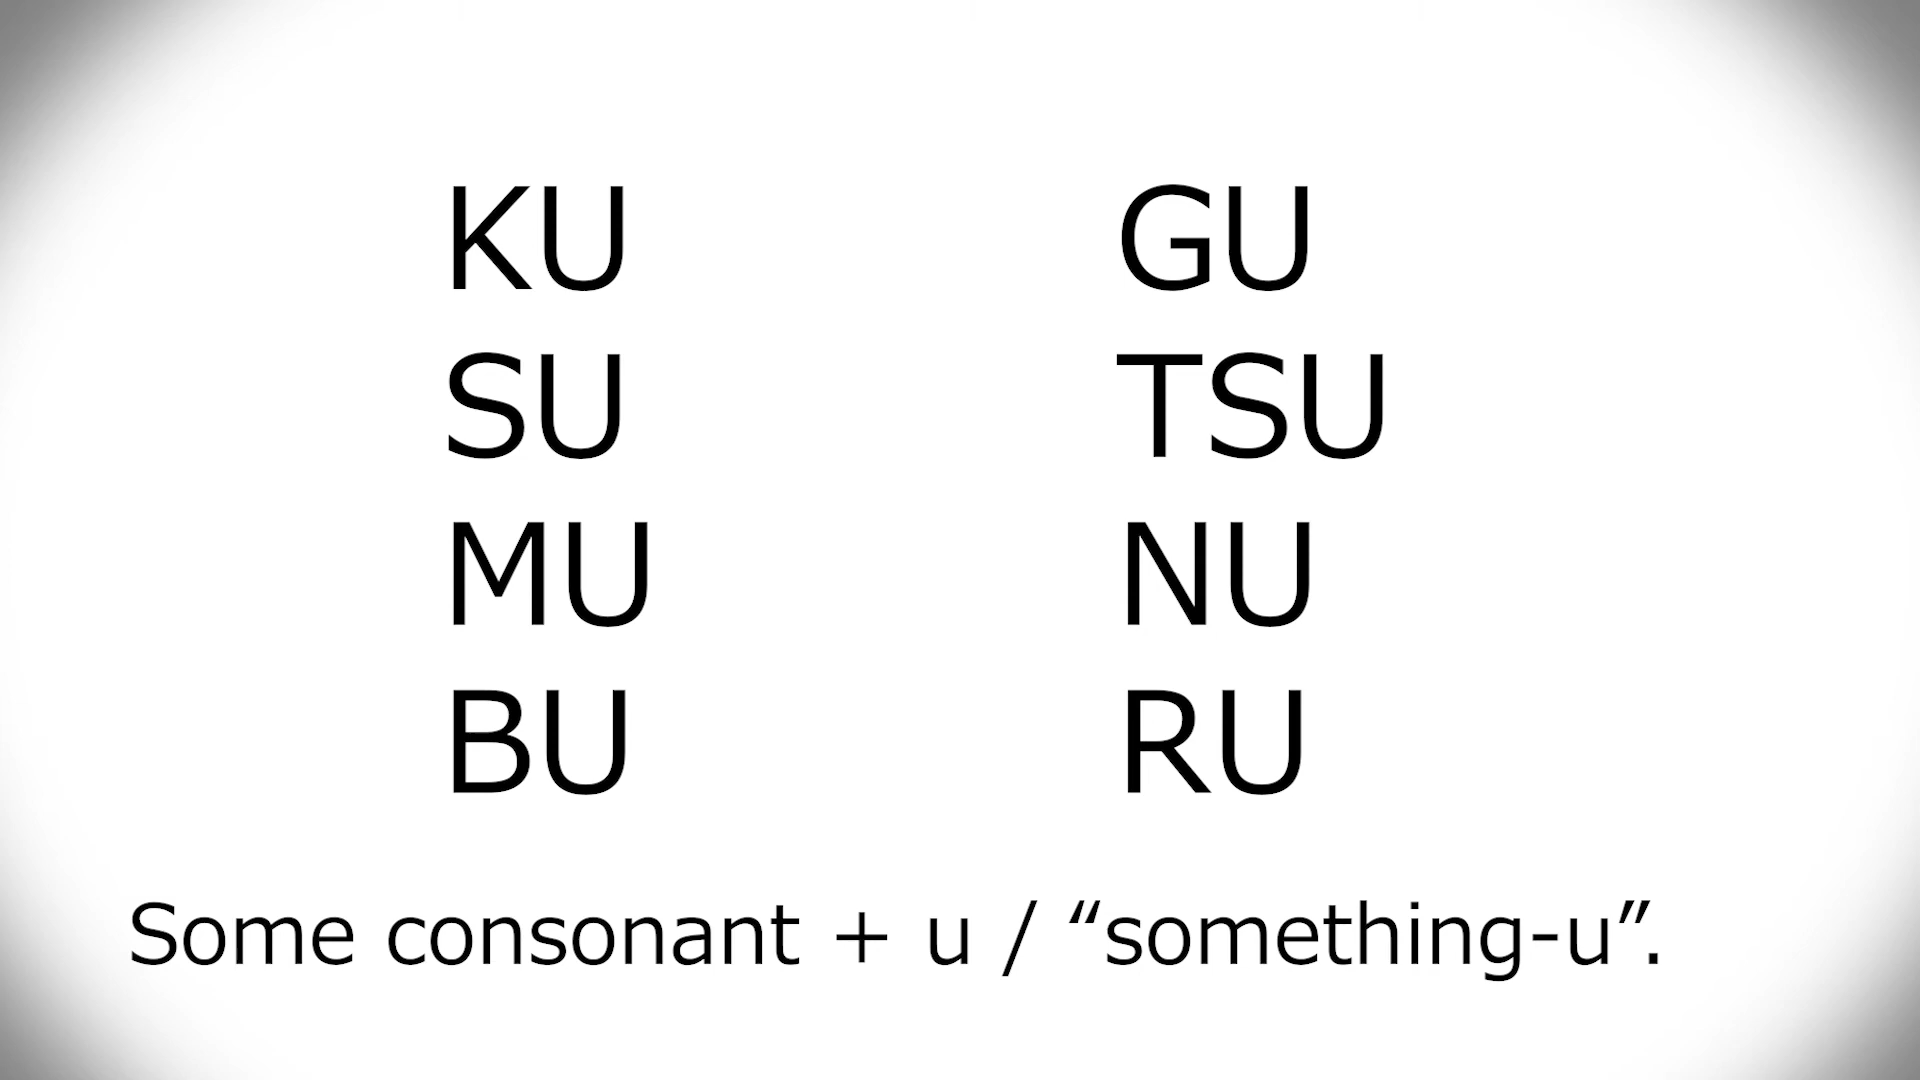 KU GU
SU TSU
MU NU
BU RU
Some consonant + u / “something-u”.